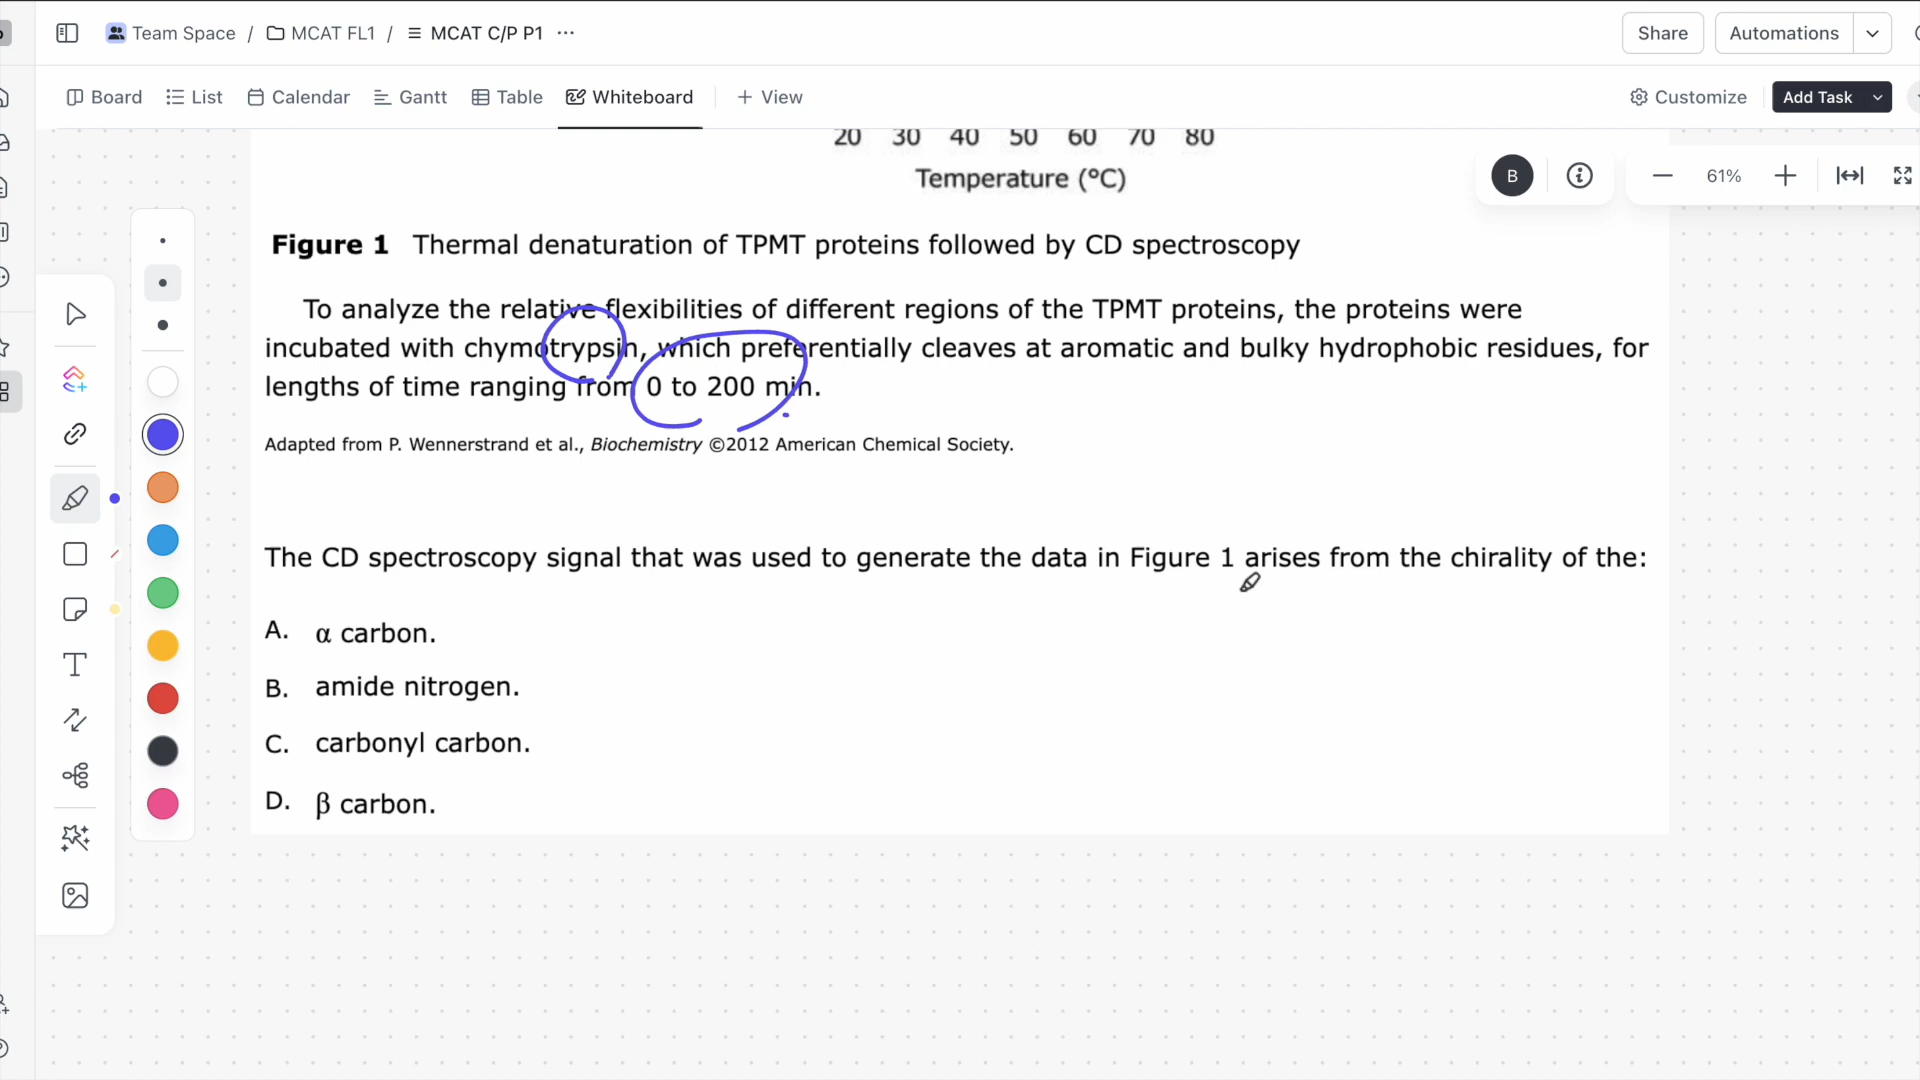 Team Space / MCAT FL1 / MCAT C/P P1 ...
Share
Automations
Board
List
Calendar
Gantt
Table
Whiteboard
+ View
Customize
Add Task
20 30 40 50 60 70 80
Temperature (°C)
B
61%
Figure 1 Thermal denaturation of TPMT proteins followed by CD spectroscopy
To analyze the relative flexibilities of different regions of the TPMT proteins, the proteins were
incubated with chymotrypsin, which preferentially cleaves at aromatic and bulky hydrophobic residues, for
lengths of time ranging from 0 to 200 min.
Adapted from P. Wennerstrand et al., Biochemistry ©2012 American Chemical Society.
The CD spectroscopy signal that was used to generate the data in Figure 1 arises from the chirality of the:
A. α carbon.
B. amide nitrogen.
C. carbonyl carbon.
D. β carbon.